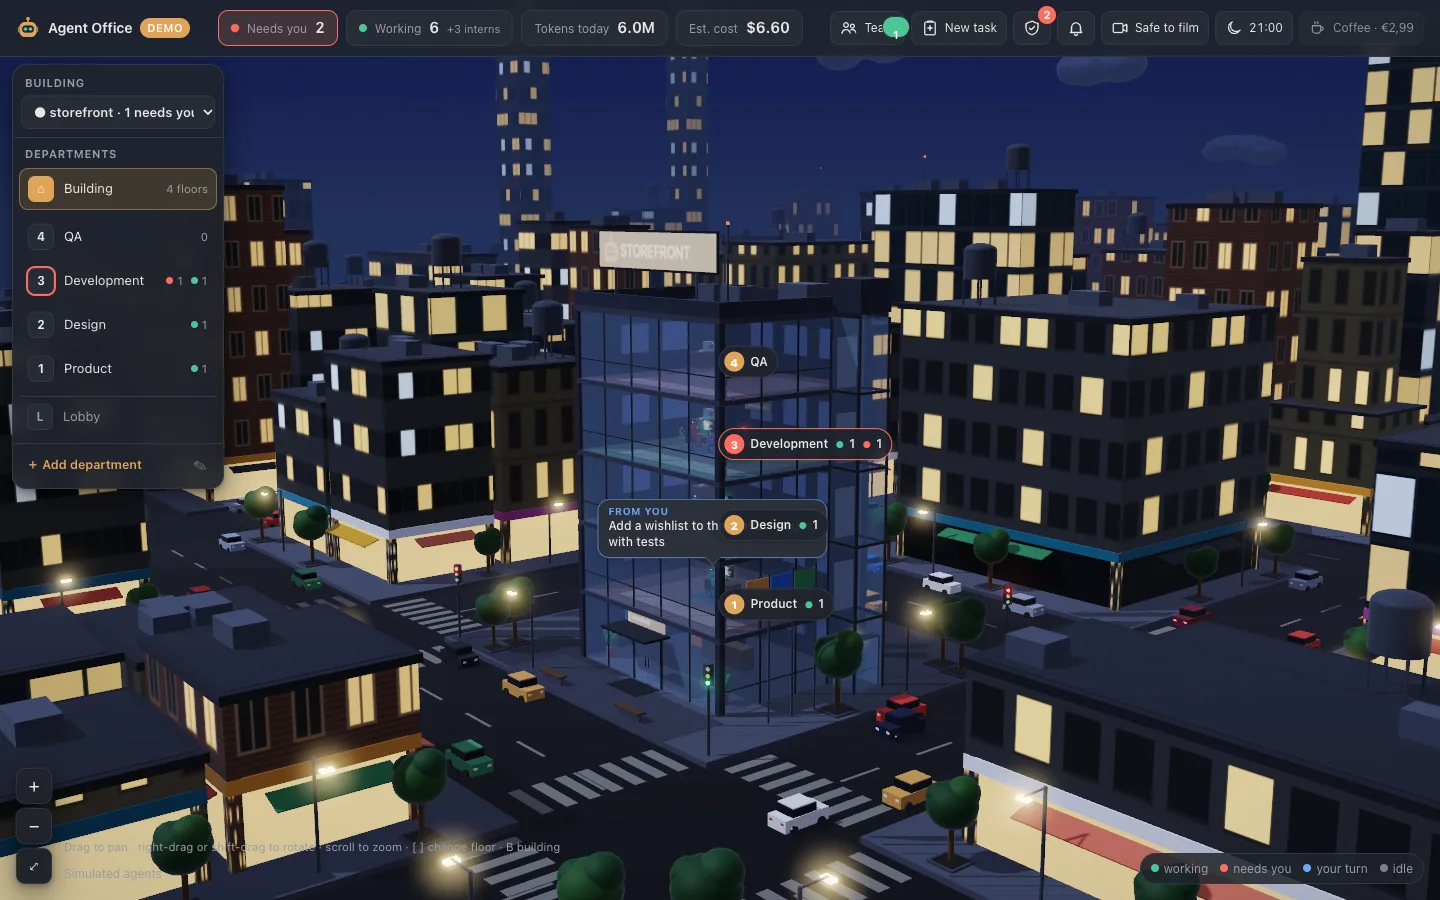 Agent Office DEMO
Needs you 2
Working 6 +3 interns
Tokens today 6.0M
Est. cost $6.60
1
New task
2
Safe to film
21:00
Coffee · €2,99
BUILDING
storefront · 1 needs you
DEPARTMENTS
Building 4 floors
4 QA 0
3 Development 1 1
2 Design 1
1 Product 1
L Lobby
+ Add department
STOREFRONT
4 QA
3 Development 1 1
FROM YOU
Add a wishlist to th
with tests
2 Design 1
1 Product 1
+
−
Drag to pan · right-drag or shift-drag to rotate · scroll to zoom · [ ] change floor · B building
Simulated agents
working needs you your turn idle